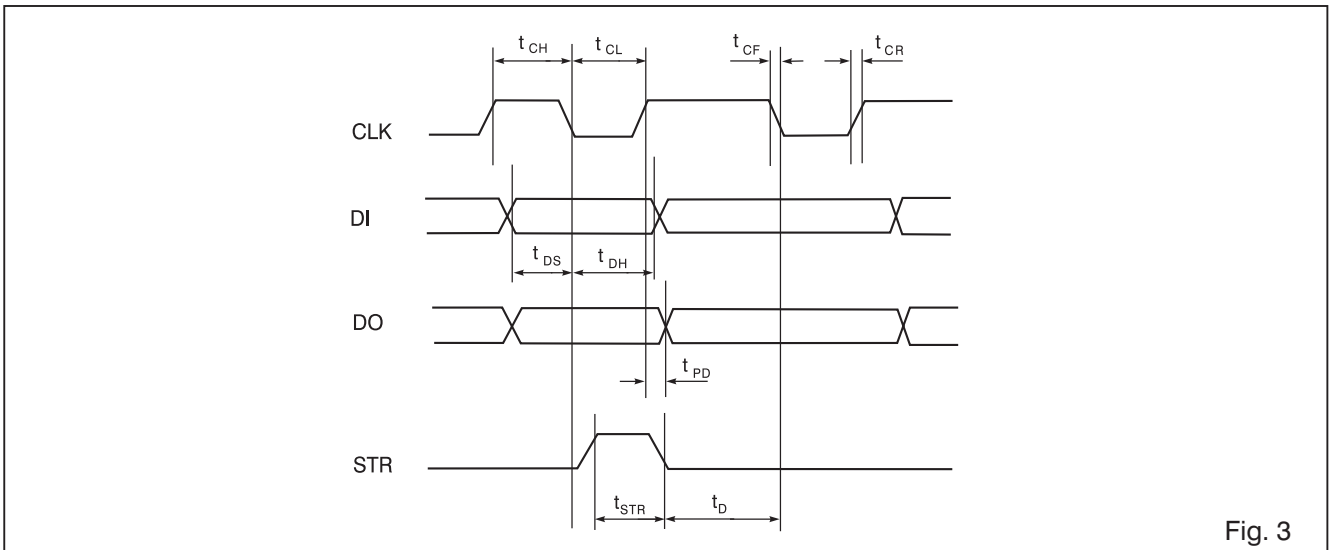 t CH t CL t CF t CR
CLK
DI
t DS t DH
DO
t PD
STR
tSTR tD
Fig. 3